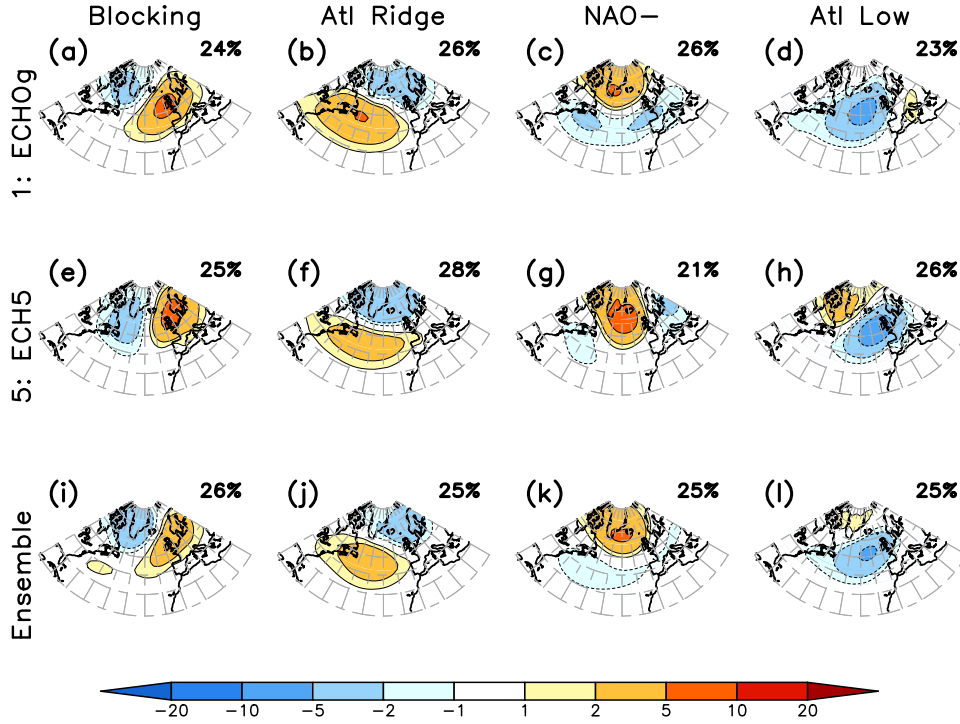 Blocking Atl Ridge NAO− Atl Low
1: ECHOg
(a) 24% (b) 26% (c) 26% (d) 23%
5: ECH5
(e) 25% (f) 28% (g) 21% (h) 26%
Ensemble
(i) 26% (j) 25% (k) 25% (l) 25%
−20 −10 −5 −2 −1 1 2 5 10 20